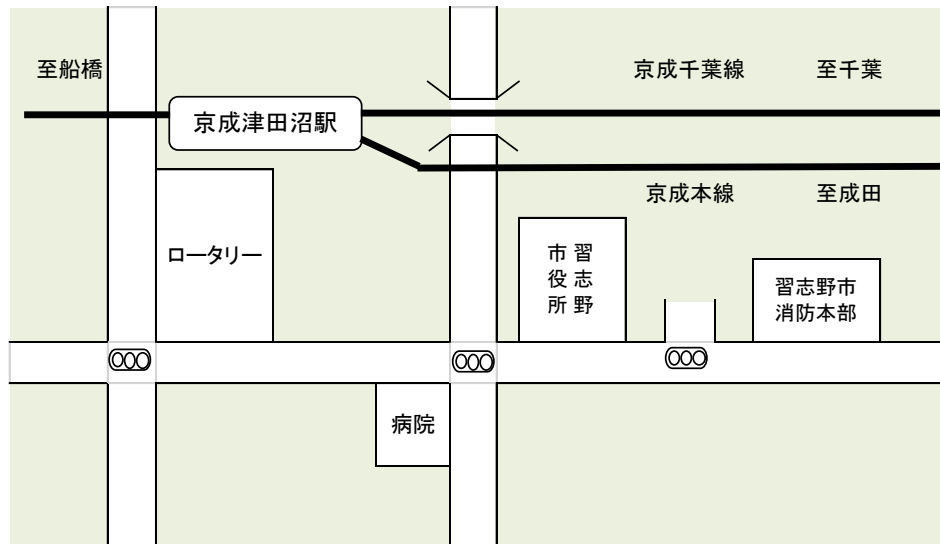 至船橋
京成千葉線
至千葉
京成津田沼駅
京成本線
至成田
ロータリー
習志野
市役所
習志野市
消防本部
病院